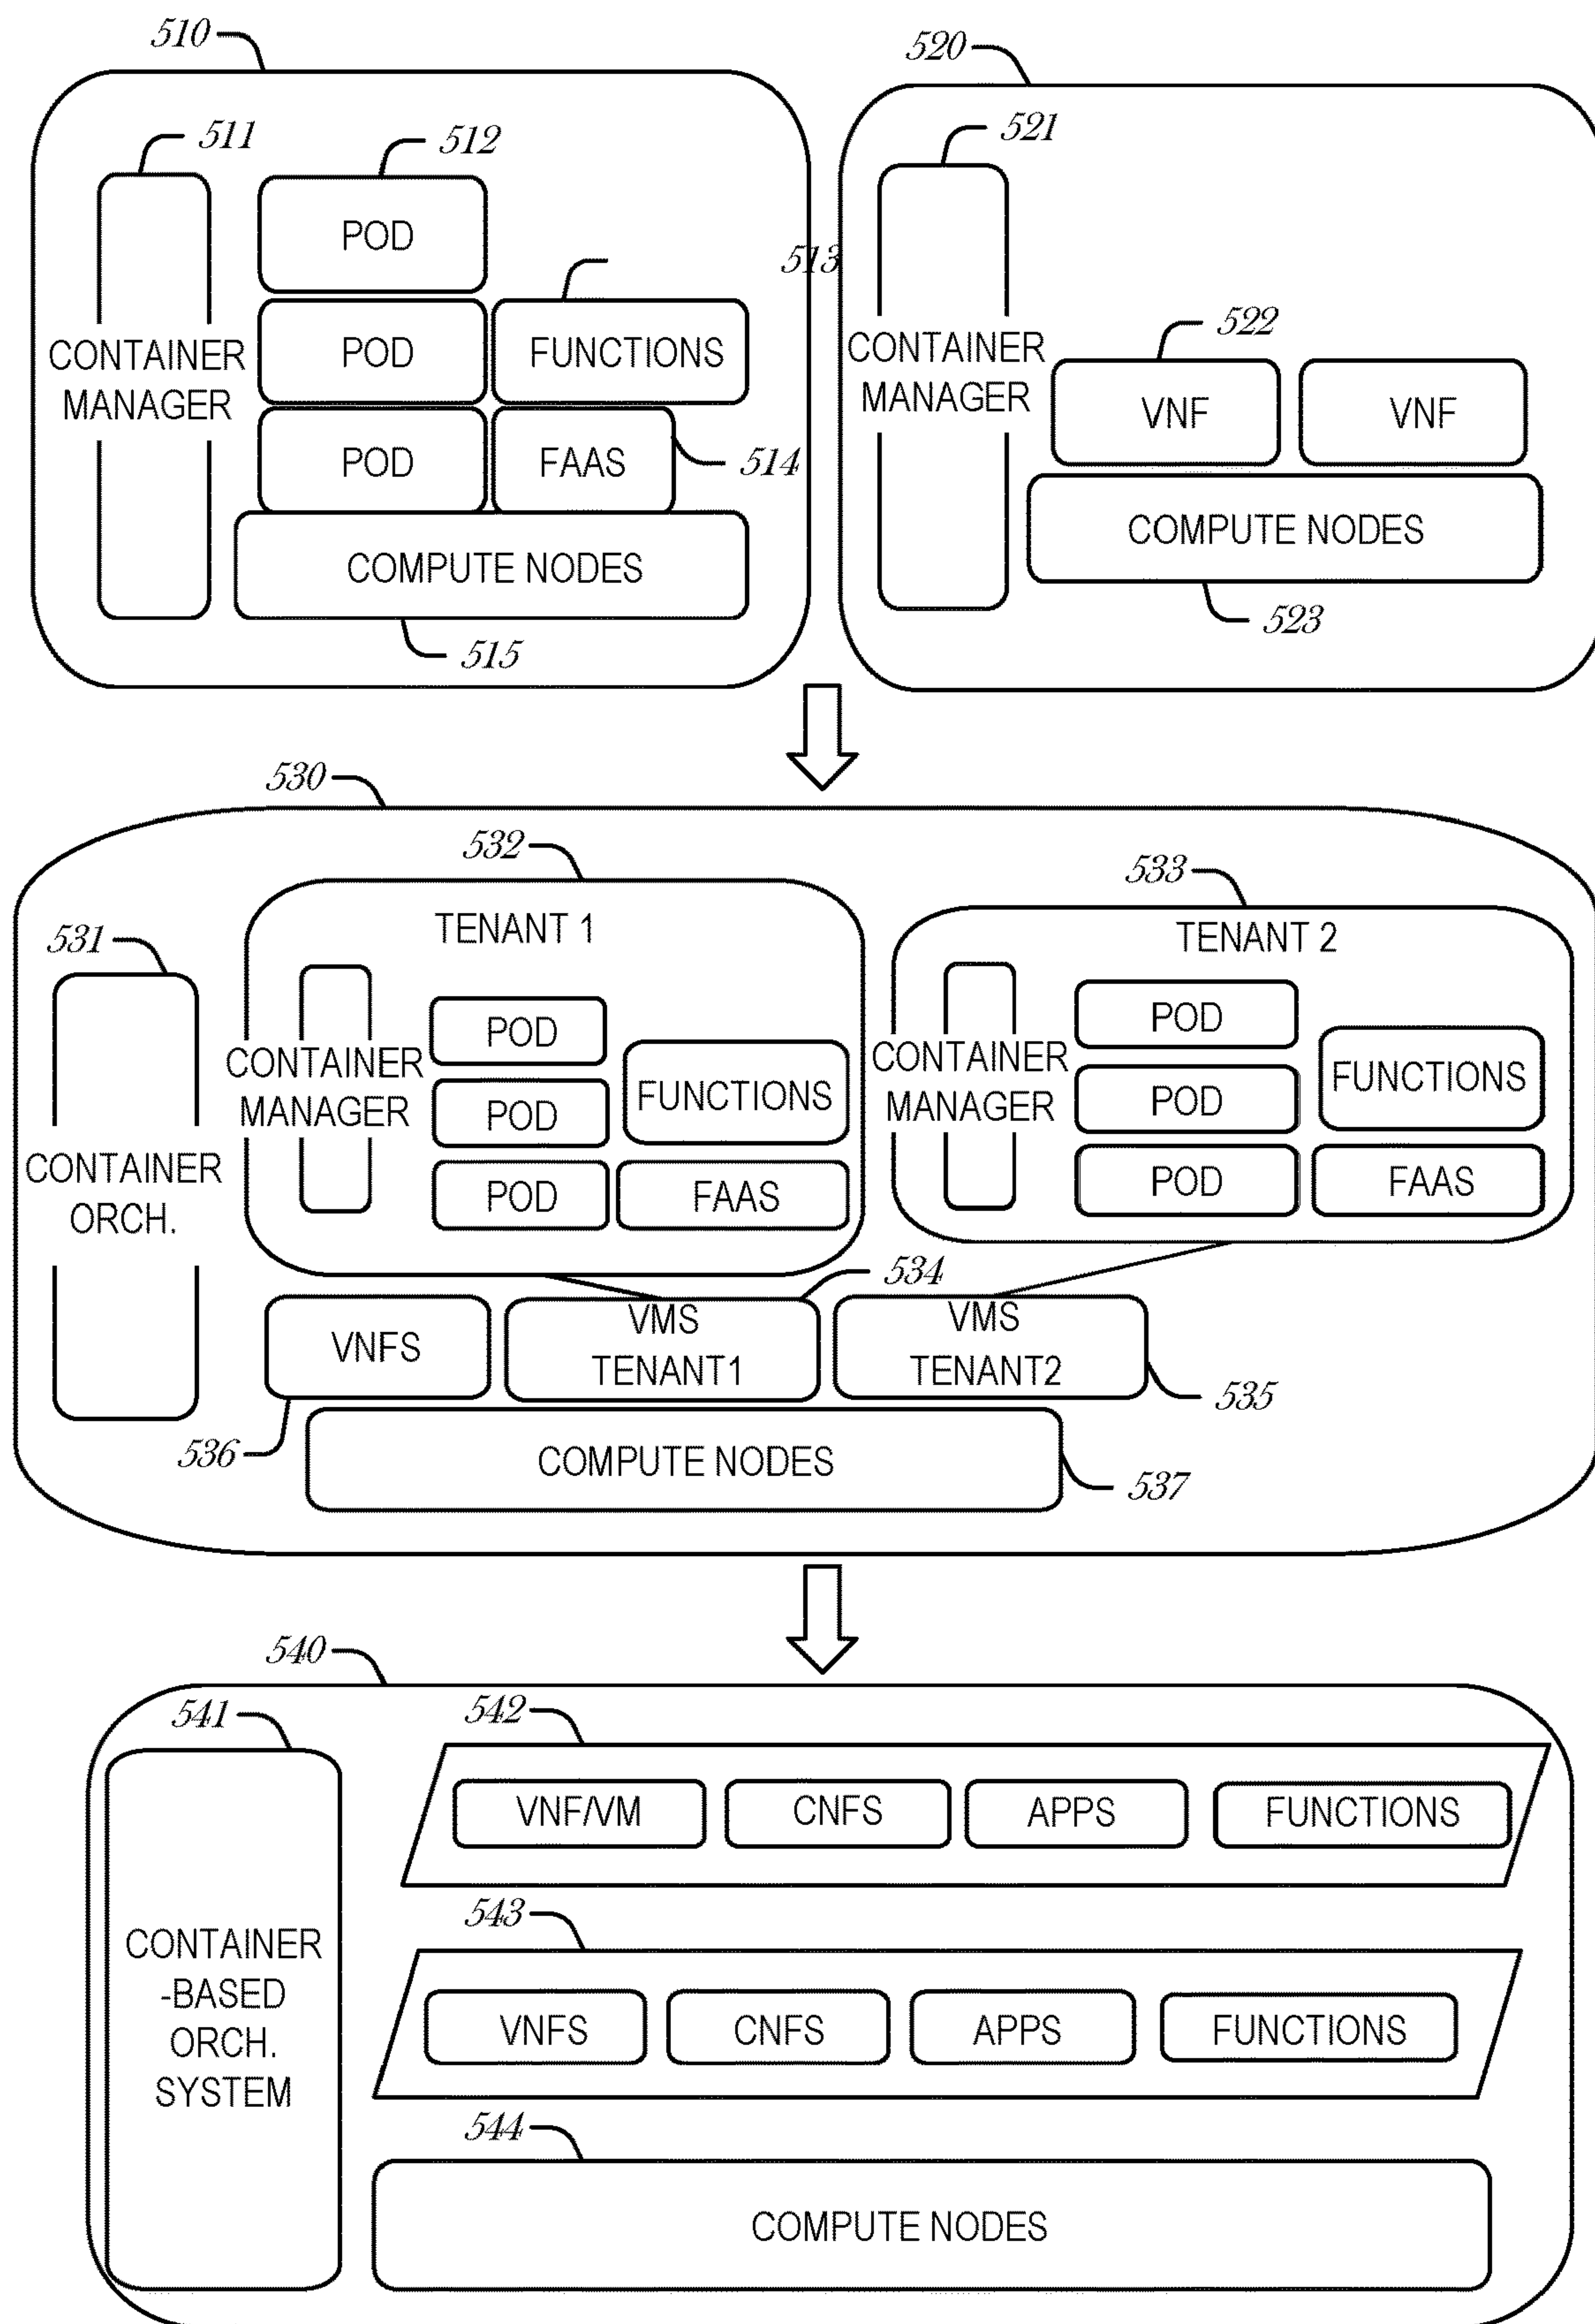 510
520
511
512
521
POD
513
522
CONTAINER
MANAGER
POD
FUNCTIONS
CONTAINER
MANAGER
VNF
VNF
POD
FAAS
514
COMPUTE NODES
COMPUTE NODES
515
523
530
532
533
TENANT 1
TENANT 2
531
CONTAINER
MANAGER
POD
POD
POD
FUNCTIONS
FAAS
CONTAINER
MANAGER
POD
POD
POD
FUNCTIONS
FAAS
CONTAINER
ORCH.
534
VNFS
VMS
TENANT1
VMS
TENANT2
535
536
COMPUTE NODES
537
540
541
542
VNF/VM
CNFS
APPS
FUNCTIONS
543
CONTAINER
-BASED
ORCH.
SYSTEM
VNFS
CNFS
APPS
FUNCTIONS
544
COMPUTE NODES